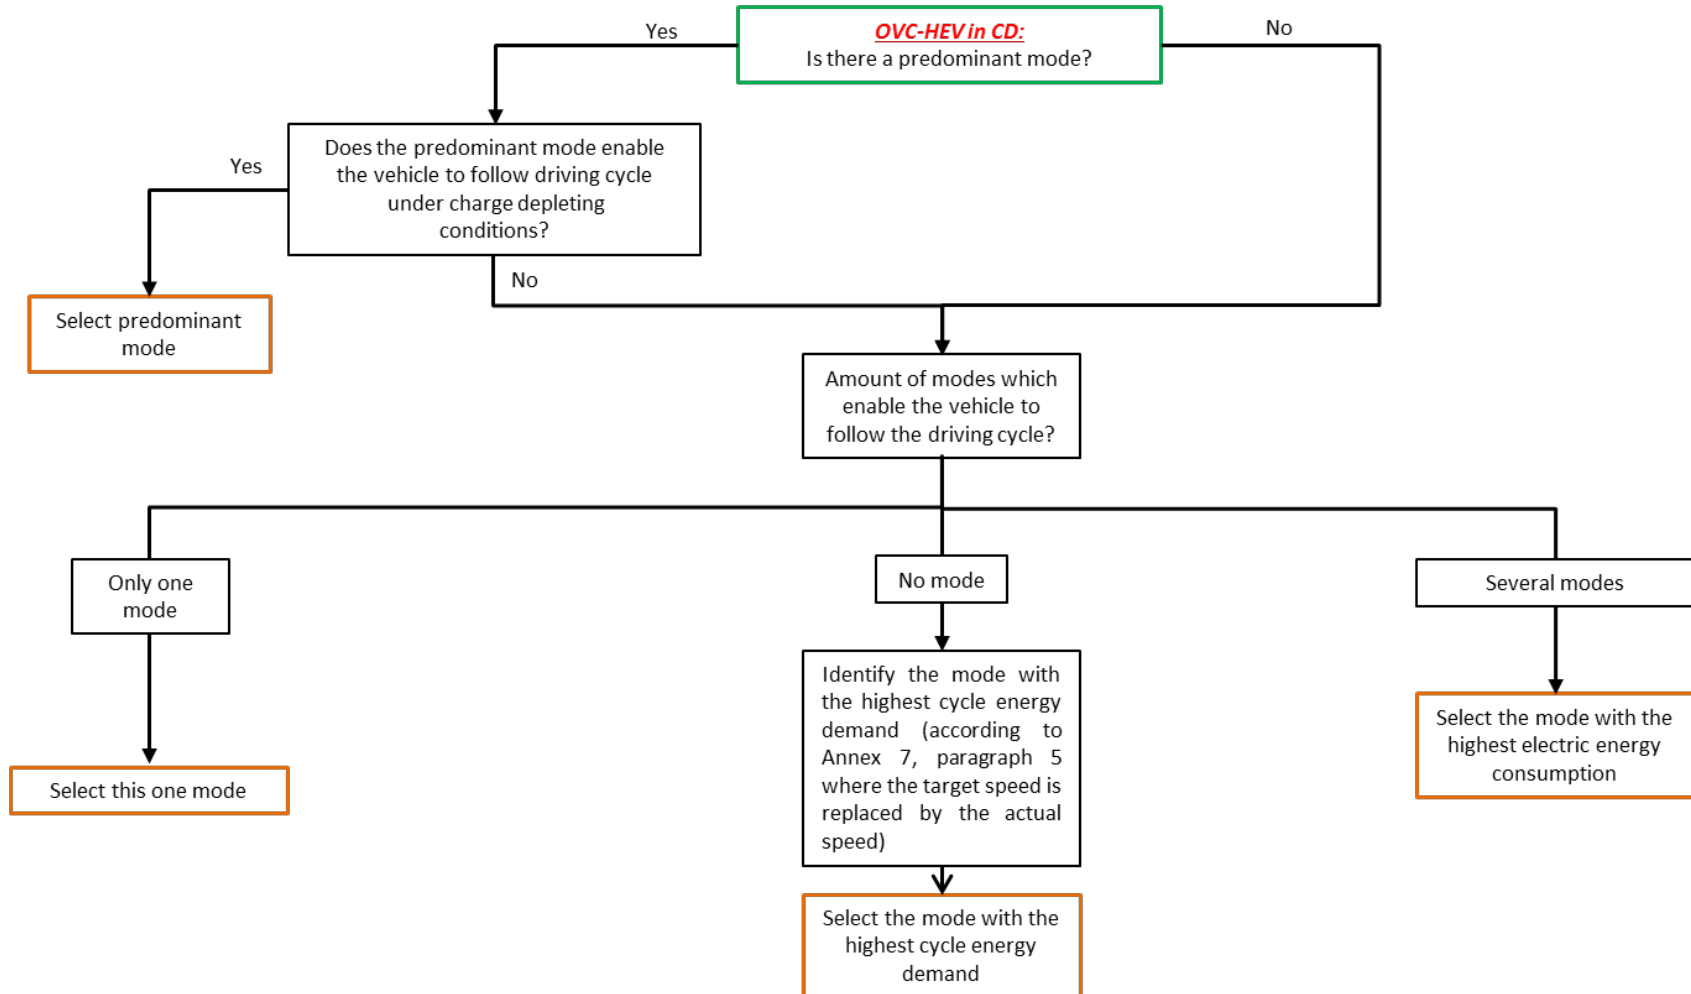 Yes
OVC-HEV in CD:
Is there a predominant mode?
No
Does the predominant mode enable
the vehicle to follow driving cycle
under charge depleting
conditions?
Yes
No
Select predominant
mode
Amount of modes which
enable the vehicle to
follow the driving cycle?
Only one
mode
No mode
Several modes
Select this one mode
Identify the mode with
the highest cycle energy
demand (according to
Annex 7, paragraph 5
where the target speed is
replaced by the actual
speed)
Select the mode with the
highest electric energy
consumption
Select the mode with the
highest cycle energy
demand